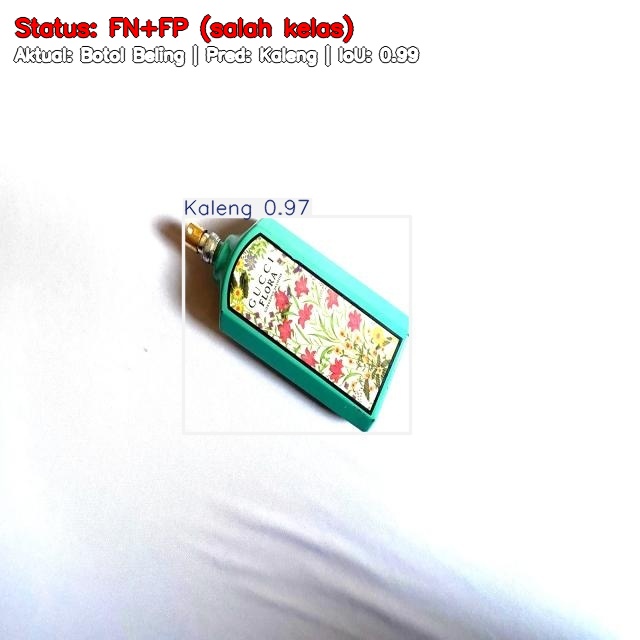 Status: FN+FP (salah kelas)
Aktual: Botol Beling | Pred: Kaleng | IoU: 0.99
Kaleng 0.97
GUCCI
FLORA